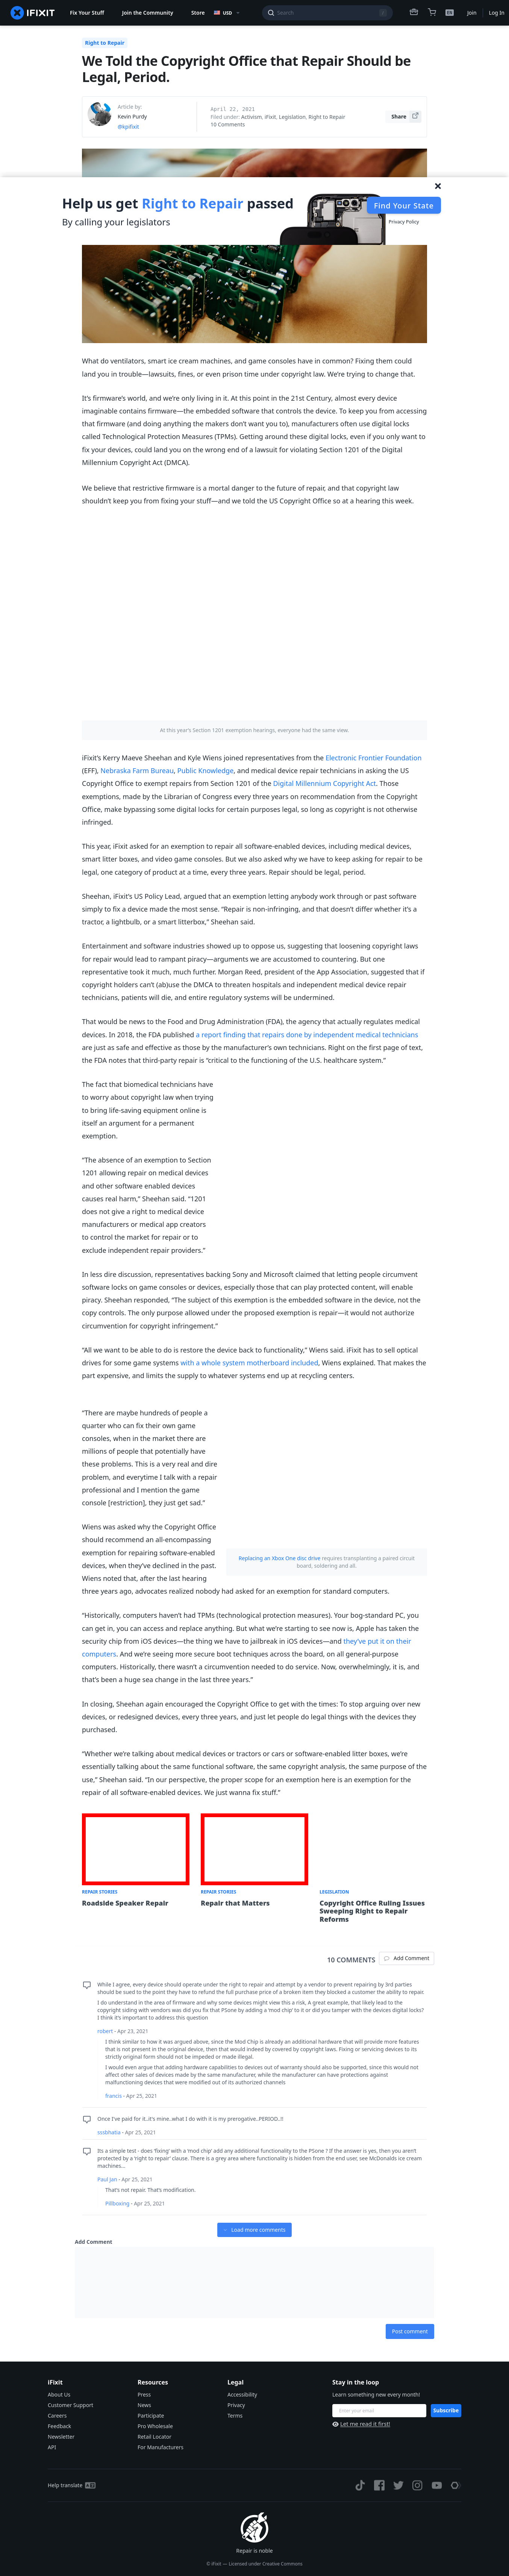 IFIXIT
Fix Your Stuff
Join the Community
Store
USD
Search
/
Join
Log In
Right to Repair
We Told the Copyright Office that Repair Should be
Legal, Period.
Article by:
Kevin Purdy
@kpifixit
April 22, 2021
Filed under: Activism, iFixit, Legislation, Right to Repair
10 Comments
Share
Help us get Right to Repair passed
By calling your legislators
Find Your State
Privacy Policy
What do ventilators, smart ice cream machines, and game consoles have in common? Fixing them could
land you in trouble—lawsuits, fines, or even prison time under copyright law. We're trying to change that.
It's firmware's world, and we're only living in it. At this point in the 21st Century, almost every device
imaginable contains firmware—the embedded software that controls the device. To keep you from accessing
that firmware (and doing anything the makers don't want you to), manufacturers often use digital locks
called Technological Protection Measures (TPMs). Getting around these digital locks, even if you only want to
fix your devices, could land you on the wrong end of a lawsuit for violating Section 1201 of the Digital
Millennium Copyright Act (DMCA).
We believe that restrictive firmware is a mortal danger to the future of repair, and that copyright law
shouldn't keep you from fixing your stuff—and we told the US Copyright Office so at a hearing this week.
At this year's Section 1201 exemption hearings, everyone had the same view.
iFixit's Kerry Maeve Sheehan and Kyle Wiens joined representatives from the Electronic Frontier Foundation
(EFF), Nebraska Farm Bureau, Public Knowledge, and medical device repair technicians in asking the US
Copyright Office to exempt repairs from Section 1201 of the Digital Millennium Copyright Act. Those
exemptions, made by the Librarian of Congress every three years on recommendation from the Copyright
Office, make bypassing some digital locks for certain purposes legal, so long as copyright is not otherwise
infringed.
This year, iFixit asked for an exemption to repair all software-enabled devices, including medical devices,
smart litter boxes, and video game consoles. But we also asked why we have to keep asking for repair to be
legal, one category of product at a time, every three years. Repair should be legal, period.
Sheehan, iFixit's US Policy Lead, argued that an exemption letting anybody work through or past software
simply to fix a device made the most sense. “Repair is non-infringing, and that doesn't differ whether it's a
tractor, a lightbulb, or a smart litterbox,” Sheehan said.
Entertainment and software industries showed up to oppose us, suggesting that loosening copyright laws
for repair would lead to rampant piracy—arguments we are accustomed to countering. But one
representative took it much, much further. Morgan Reed, president of the App Association, suggested that if
copyright holders can't (ab)use the DMCA to threaten hospitals and independent medical device repair
technicians, patients will die, and entire regulatory systems will be undermined.
That would be news to the Food and Drug Administration (FDA), the agency that actually regulates medical
devices. In 2018, the FDA published a report finding that repairs done by independent medical technicians
are just as safe and effective as those by the manufacturer's own technicians. Right on the first page of text,
the FDA notes that third-party repair is “critical to the functioning of the U.S. healthcare system.”
The fact that biomedical technicians have
to worry about copyright law when trying
to bring life-saving equipment online is
itself an argument for a permanent
exemption.
“The absence of an exemption to Section
1201 allowing repair on medical devices
and other software enabled devices
causes real harm,” Sheehan said. “1201
does not give a right to medical device
manufacturers or medical app creators
to control the market for repair or to
exclude independent repair providers.”
In less dire discussion, representatives backing Sony and Microsoft claimed that letting people circumvent
software locks on game consoles or devices, especially those that can play protected content, will enable
piracy. Sheehan responded, “The subject of this exemption is the embedded software in the device, not the
copy controls. The only purpose allowed under the proposed exemption is repair—it would not authorize
circumvention for copyright infringement.”
“All we want to be able to do is restore the device back to functionality,” Wiens said. iFixit has to sell optical
drives for some game systems with a whole system motherboard included, Wiens explained. That makes the
part expensive, and limits the supply to whatever systems end up at recycling centers.
“There are maybe hundreds of people a
quarter who can fix their own game
consoles, when in the market there are
millions of people that potentially have
these problems. This is a very real and dire
problem, and everytime I talk with a repair
professional and I mention the game
console [restriction], they just get sad.”
Replacing an Xbox One disc drive requires transplanting a paired circuit
board, soldering and all.
Wiens was asked why the Copyright Office
should recommend an all-encompassing
exemption for repairing software-enabled
devices, when they've declined in the past.
Wiens noted that, after the last hearing
three years ago, advocates realized nobody had asked for an exemption for standard computers.
“Historically, computers haven't had TPMs (technological protection measures). Your bog-standard PC, you
can get in, you can access and replace anything. But what we're starting to see now is, Apple has taken the
security chip from iOS devices—the thing we have to jailbreak in iOS devices—and they've put it on their
computers. And we're seeing more secure boot techniques across the board, on all general-purpose
computers. Historically, there wasn't a circumvention needed to do service. Now, overwhelmingly, it is, and
that's been a huge sea change in the last three years.”
In closing, Sheehan again encouraged the Copyright Office to get with the times: To stop arguing over new
devices, or redesigned devices, every three years, and just let people do legal things with the devices they
purchased.
“Whether we're talking about medical devices or tractors or cars or software-enabled litter boxes, we're
essentially talking about the same functional software, the same copyright analysis, the same purpose of the
use,” Sheehan said. “In our perspective, the proper scope for an exemption here is an exemption for the
repair of all software-enabled devices. We just wanna fix stuff.”
REPAIR STORIES
Roadside Speaker Repair
REPAIR STORIES
Repair that Matters
LEGISLATION
Copyright Office Ruling Issues
Sweeping Right to Repair
Reforms
10 COMMENTS
Add Comment
While I agree, every device should operate under the right to repair and attempt by a vendor to prevent repairing by 3rd parties
should be sued to the point they have to refund the full purchase price of a broken item they blocked a customer the ability to repair.
I do understand in the area of firmware and why some devices might view this a risk, A great example, that likely lead to the
copyright siding with vendors was did you fix that PSone by adding a 'mod chip' to it or did you tamper with the devices digital locks?
I think it's important to address this question
robert - Apr 23, 2021
I think similar to how it was argued above, since the Mod Chip is already an additional hardware that will provide more features
that is not present in the original device, then that would indeed be covered by copyright laws. Fixing or servicing devices to its
strictly original form should not be impeded or made illegal.
I would even argue that adding hardware capabilities to devices out of warranty should also be supported, since this would not
affect other sales of devices made by the same manufacturer, while the manufacturer can have protections against
malfunctioning devices that were modified out of its authorized channels
francis - Apr 25, 2021
Once I've paid for it..it's mine..what I do with it is my prerogative..PERIOD..!!
sssbhatia - Apr 25, 2021
Its a simple test - does 'fixing' with a 'mod chip' add any additional functionality to the PSone ? If the answer is yes, then you aren't
protected by a 'right to repair' clause. There is a grey area where functionality is hidden from the end user, see McDonalds ice cream
machines...
Paul jan - Apr 25, 2021
That's not repair. That's modification.
Pillboxing - Apr 25, 2021
Load more comments
Add Comment
Post comment
iFixit
About Us
Customer Support
Careers
Feedback
Newsletter
API
Resources
Press
News
Participate
Pro Wholesale
Retail Locator
For Manufacturers
Legal
Accessibility
Privacy
Terms
Stay in the loop
Learn something new every month!
Enter your email
Subscribe
Let me read it first!
Help translate
Repair is noble
© iFixit — Licensed under Creative Commons